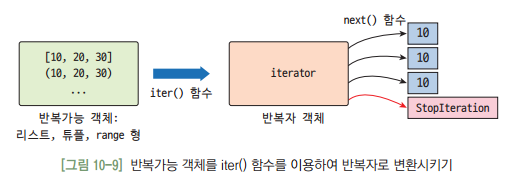 next() 함수
[10, 20, 30]
(10, 20, 30)
...
iter() 함수
iterator
10
10
10
StopIteration
반복가능 객체:
리스트, 튜플, range 형
반복자 객체
[그림 10-9] 반복가능 객체를 iter() 함수를 이용하여 반복자로 변환시키기